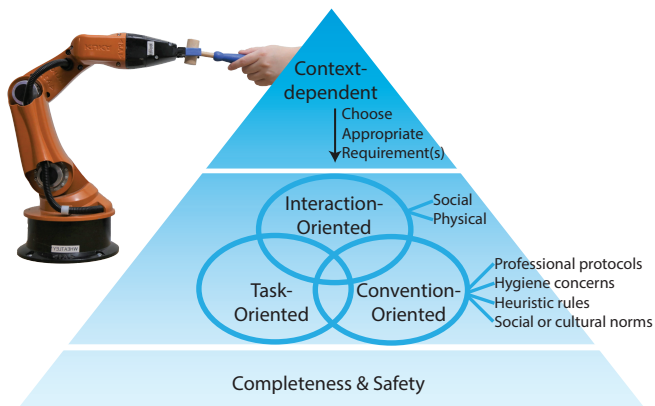 Context-
dependent
Choose
Appropriate
Requirement(s)
Interaction-
Oriented
Social
Physical
Task-
Oriented
Convention-
Oriented
Professional protocols
Hygiene concerns
Heuristic rules
Social or cultural norms
Completeness & Safety